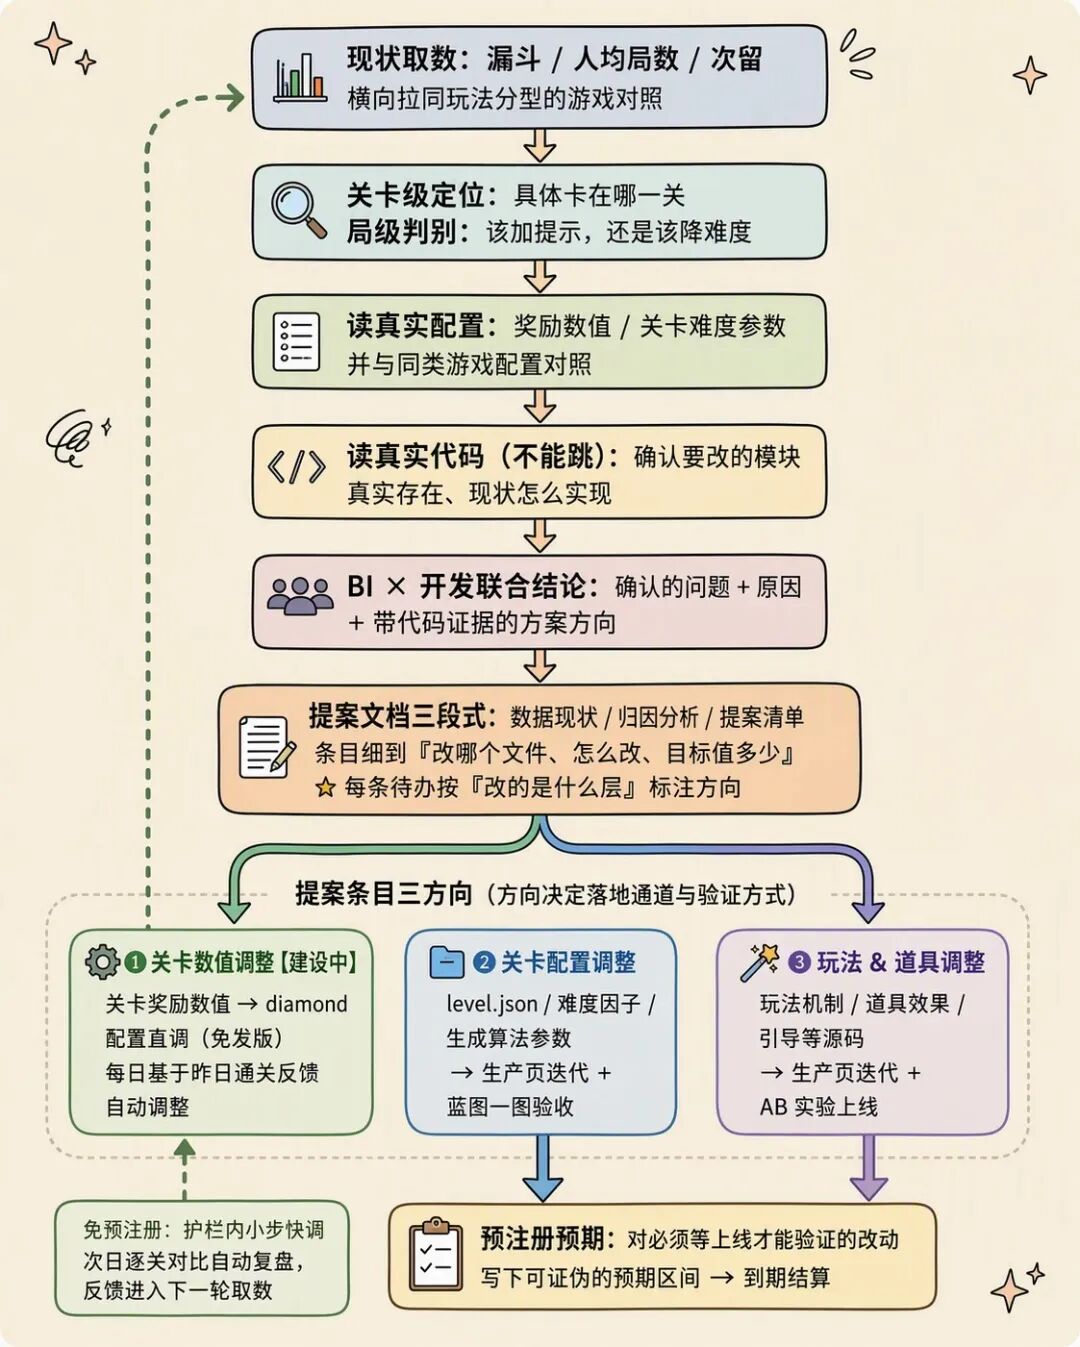 现状取数：漏斗 / 人均局数 / 次留
横向拉同玩法分型的游戏对照
关卡级定位：具体卡在哪一关
局级判别：该加提示，还是该降难度
读真实配置：奖励数值 / 关卡难度参数
并与同类游戏配置对照
</> 读真实代码（不能跳）：确认要改的模块
真实存在、现状怎么实现
BI × 开发联合结论：确认的问题 + 原因
+ 带代码证据的方案方向
提案文档三段式：数据现状 / 归因分析 / 提案清单
条目细到『改哪个文件、怎么改、目标值多少』
★ 每条待办按『改的是什么层』标注方向
提案条目三方向（方向决定落地通道与验证方式）
❶ 关卡数值调整【建设中】
关卡奖励数值 → diamond
配置直调（免发版）
每日基于昨日通关反馈
自动调整
❷ 关卡配置调整
level.json / 难度因子 /
生成算法参数
→ 生产页迭代 +
蓝图一图验收
❸ 玩法 & 道具调整
玩法机制 / 道具效果 /
引导等源码
→ 生产页迭代 +
AB 实验上线
免预注册：护栏内小步快调
次日逐关对比自动复盘，
反馈进入下一轮取数
预注册预期：对必须等上线才能验证的改动
写下可证伪的预期区间 → 到期结算